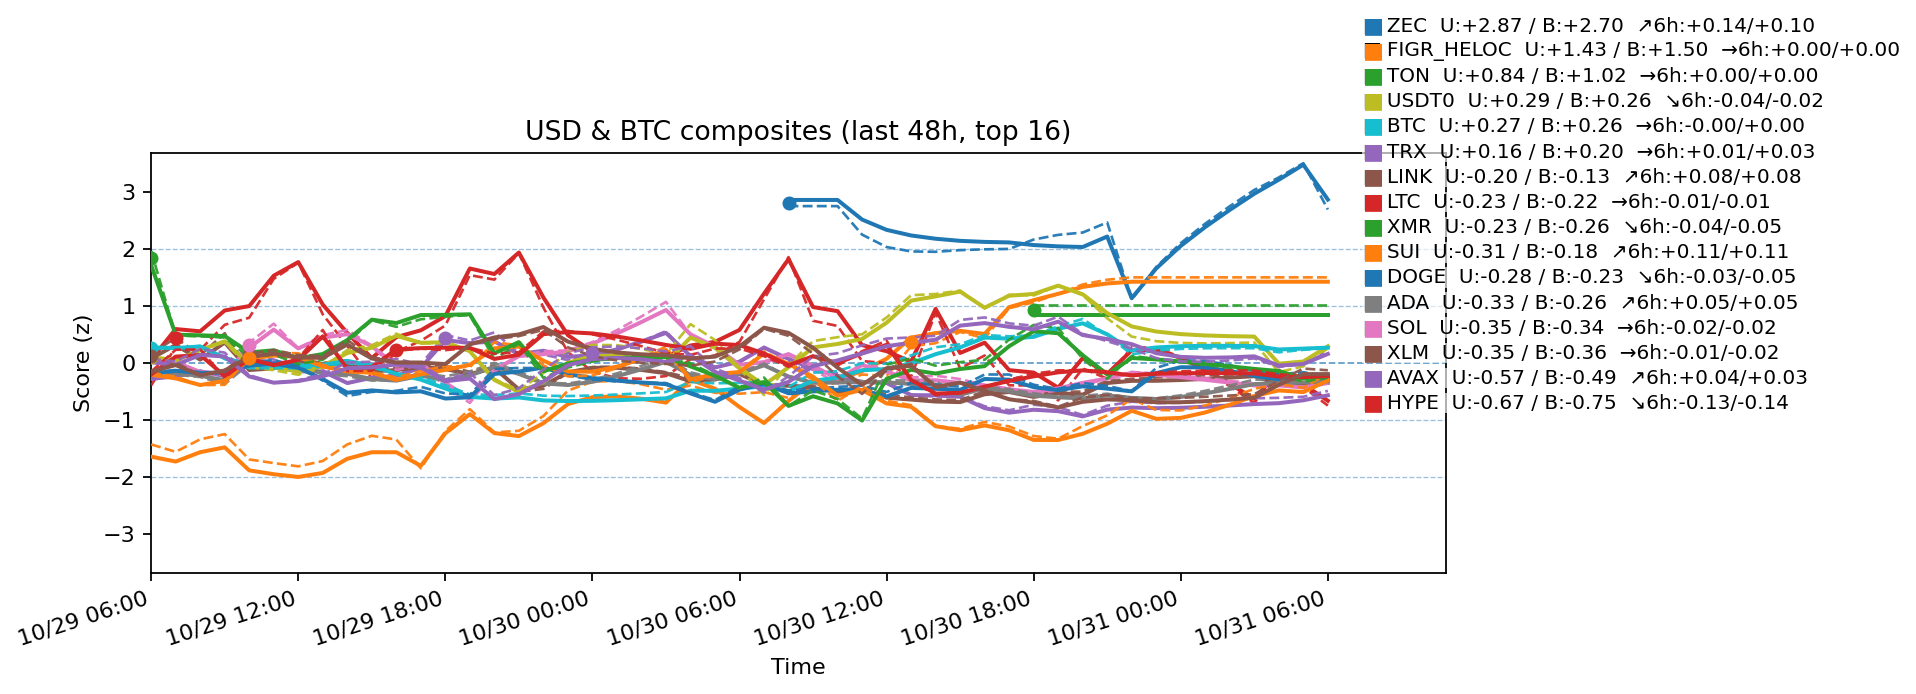 ZEC U:+2.87 / B:+2.70 ↗6h:+0.14/+0.10
FIGR_HELOC U:+1.43 / B:+1.50 →6h:+0.00/+0.00
TON U:+0.84 / B:+1.02 →6h:+0.00/+0.00
USDT0 U:+0.29 / B:+0.26 ↘6h:-0.04/-0.02
BTC U:+0.27 / B:+0.26 →6h:-0.00/+0.00
TRX U:+0.16 / B:+0.20 →6h:+0.01/+0.03
LINK U:-0.20 / B:-0.13 ↗6h:+0.08/+0.08
LTC U:-0.23 / B:-0.22 →6h:-0.01/-0.01
XMR U:-0.23 / B:-0.26 ↘6h:-0.04/-0.05
SUI U:-0.31 / B:-0.18 ↗6h:+0.11/+0.11
DOGE U:-0.28 / B:-0.23 ↘6h:-0.03/-0.05
ADA U:-0.33 / B:-0.26 ↗6h:+0.05/+0.05
SOL U:-0.35 / B:-0.34 →6h:-0.02/-0.02
XLM U:-0.35 / B:-0.36 →6h:-0.01/-0.02
AVAX U:-0.57 / B:-0.49 ↗6h:+0.04/+0.03
HYPE U:-0.67 / B:-0.75 ↘6h:-0.13/-0.14
USD & BTC composites (last 48h, top 16)
Score (z)
3
2
1
0
−1
−2
−3
10/29 06:00
10/29 12:00
10/29 18:00
10/30 00:00
10/30 06:00
10/30 12:00
10/30 18:00
10/31 00:00
10/31 06:00
Time